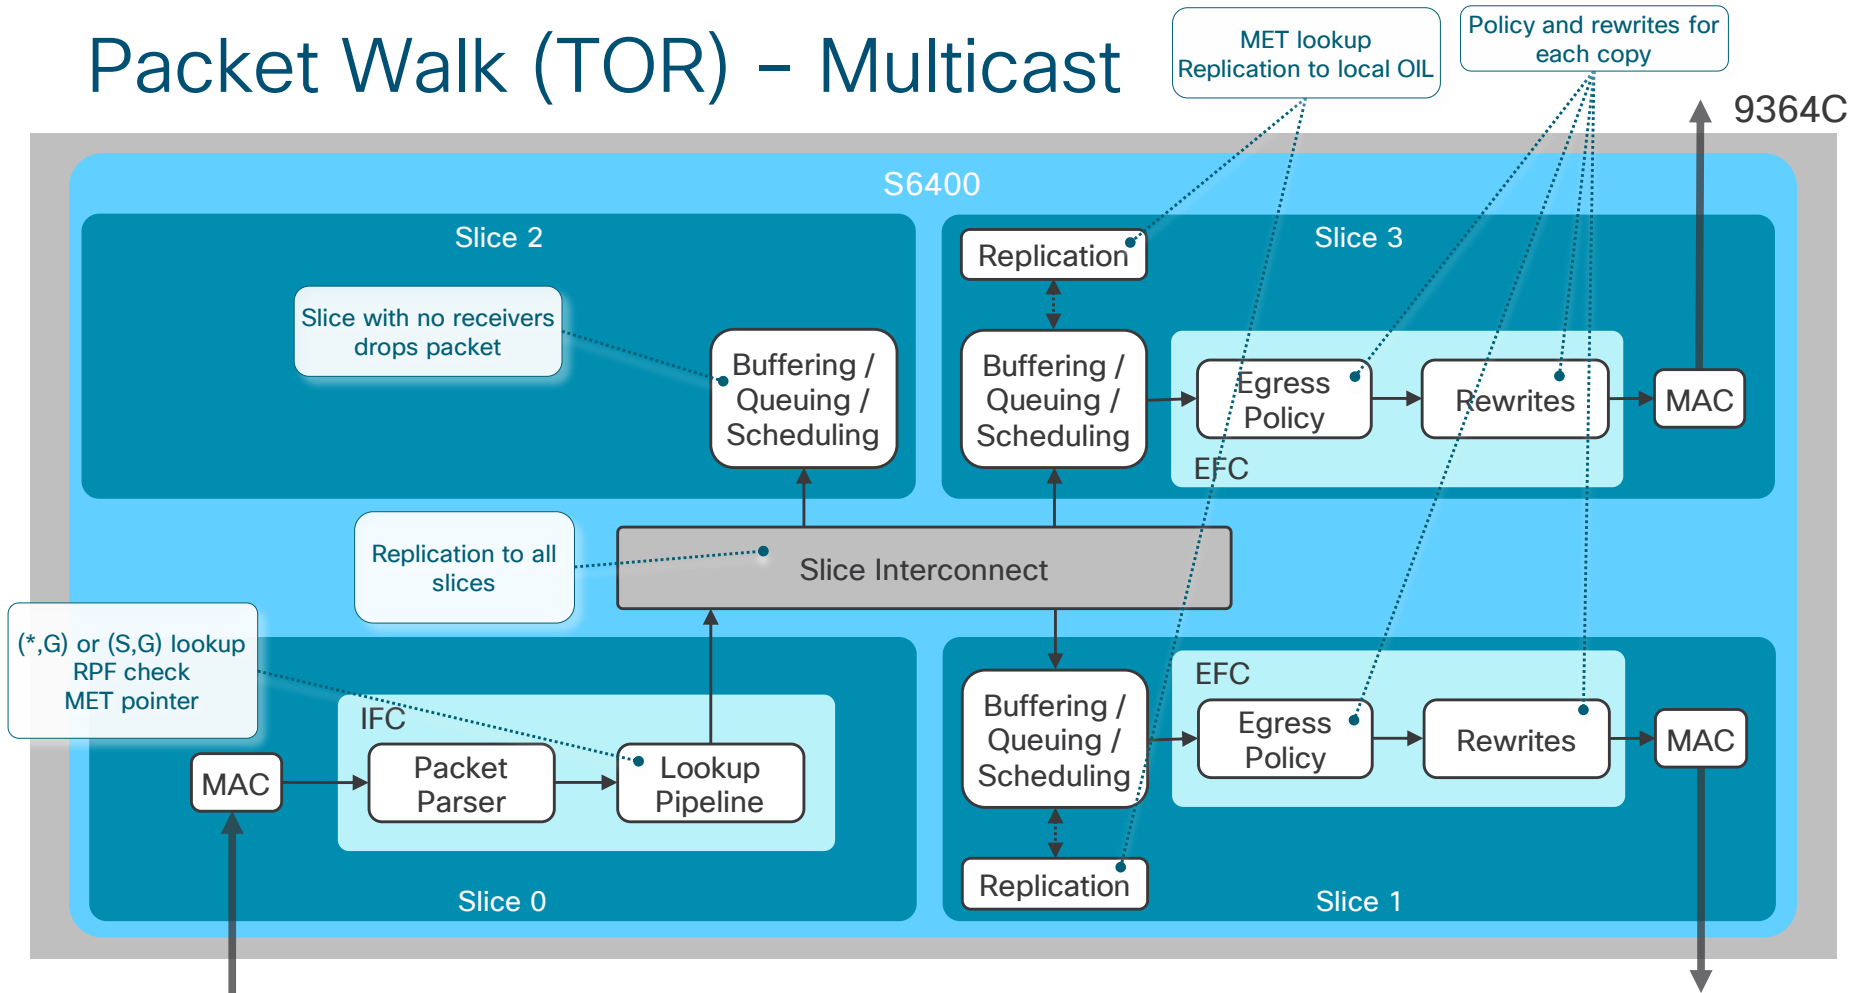 Packet Walk (TOR) – Multicast
MET lookup
Replication to local OIL
Policy and rewrites for
each copy
9364C
S6400
Slice 2
Slice with no receivers
drops packet
Buffering /
Queuing /
Scheduling
Slice 3
Replication
Buffering /
Queuing /
Scheduling
Egress
Policy
Rewrites
EFC
MAC
Replication to all
slices
Slice Interconnect
(*,G) or (S,G) lookup
RPF check
MET pointer
IFC
MAC
Packet
Parser
Lookup
Pipeline
Slice 0
Buffering /
Queuing /
Scheduling
EFC
Egress
Policy
Rewrites
MAC
Replication
Slice 1